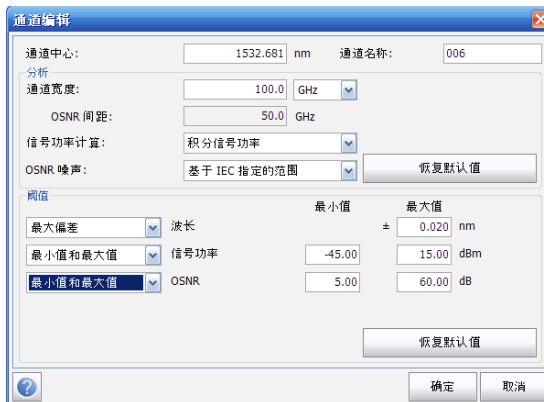 通道编辑
通道中心: 1532.681 nm 通道名称: 006
分析
通道宽度: 100.0 GHz
OSNR 间距: 50.0 GHz
信号功率计算: 积分信号功率
OSNR 噪声: 基于 IEC 指定的范围 恢复默认值
阈值
最小值 最大值
最大偏差 波长 ± 0.020 nm
最小值和最大值 信号功率 -45.00 15.00 dBm
最小值和最大值 OSNR 5.00 60.00 dB
恢复默认值
? 确定 取消